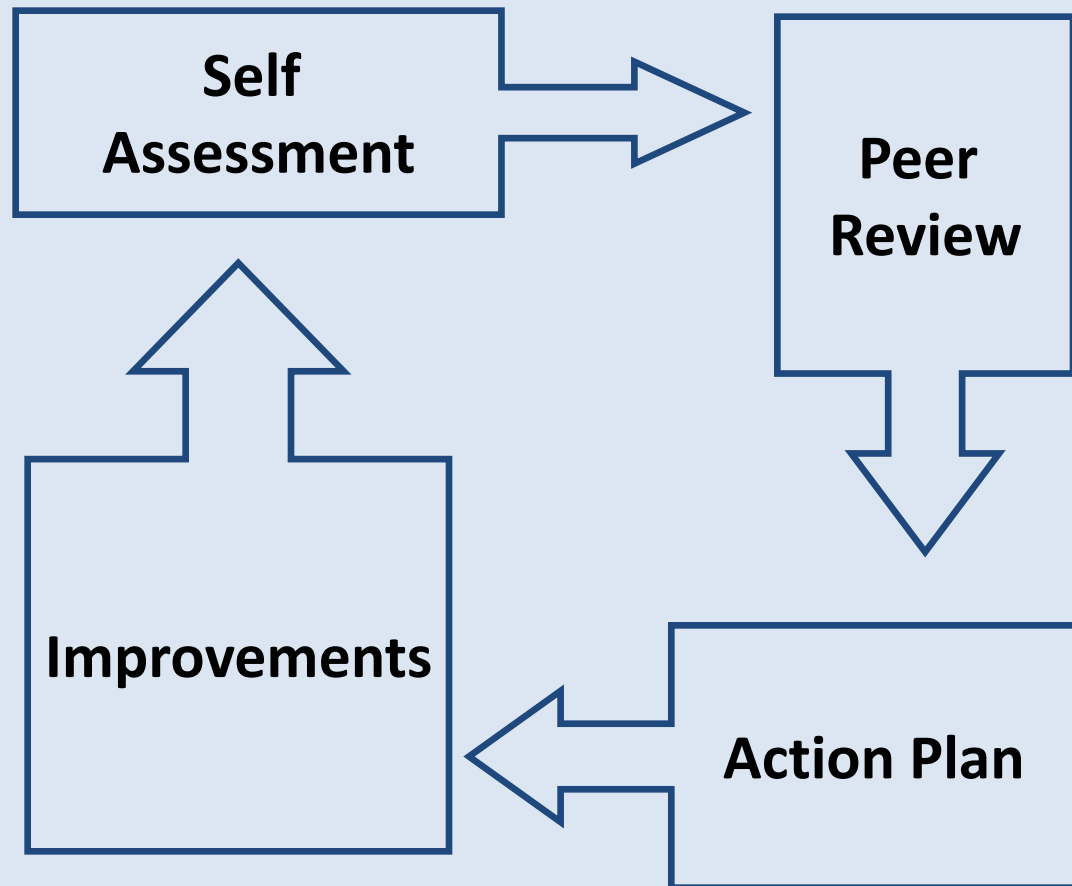 Self
Assessment
Peer
Review
Action Plan
Improvements